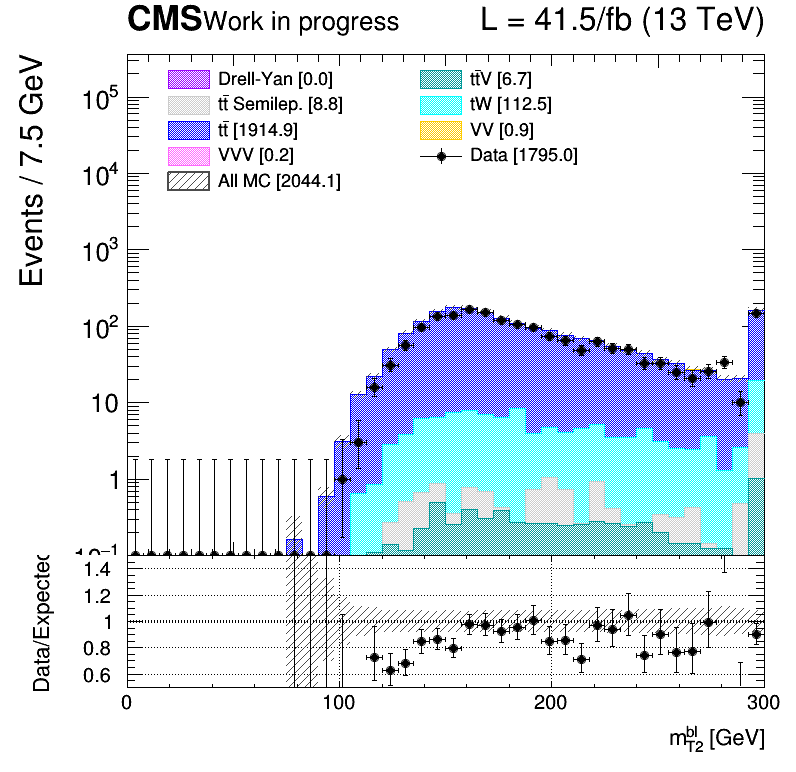 CMS Work in progress L = 41.5/fb (13 TeV)
Events / 7.5 GeV
Drell-Yan [0.0]
tt̄V [6.7]
tt̄ Semilep. [8.8]
tW [112.5]
tt̄ [1914.9]
VV [0.9]
VVV [0.2]
Data [1795.0]
All MC [2044.1]
10⁵
10⁴
10³
10²
10
1
10⁻¹
Data/Expected
1.4
1.2
1
0.8
0.6
0 100 200 300
m_{T2}^{bl} [GeV]